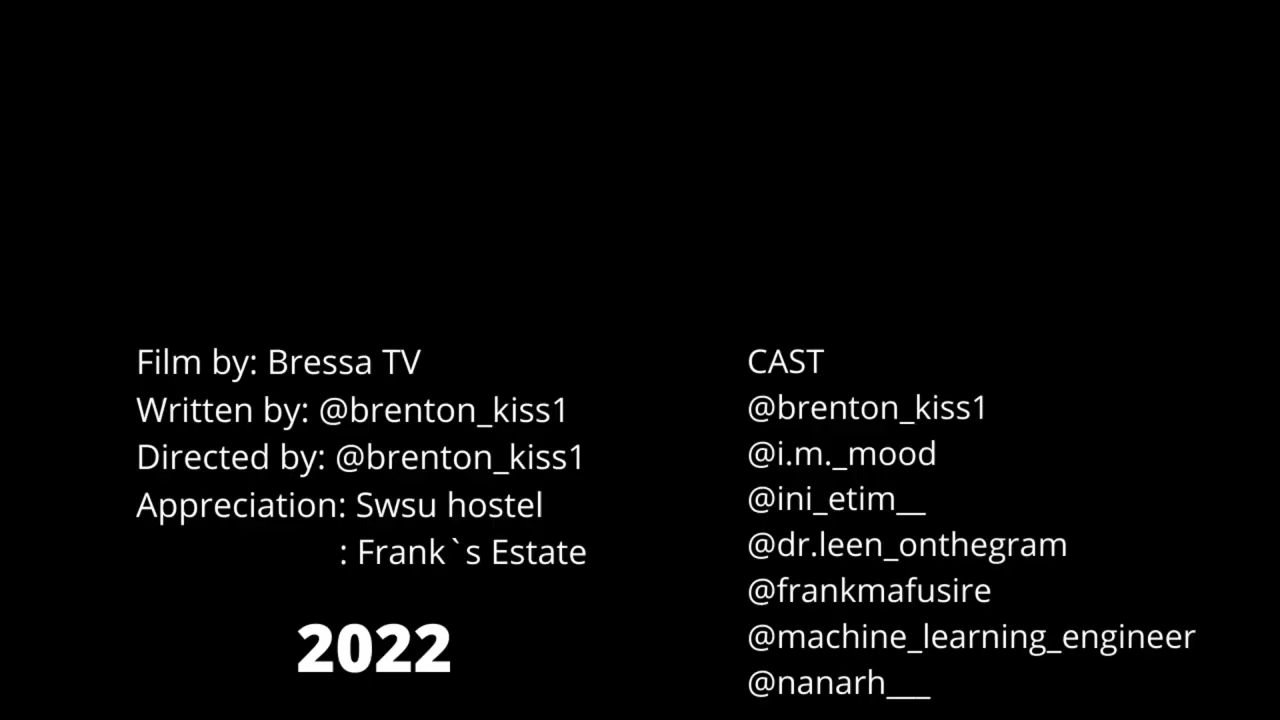 Film by: Bressa TV
Written by: @brenton_kiss1
Directed by: @brenton_kiss1
Appreciation: Swsu hostel
: Frank`s Estate
2022
CAST
@brenton_kiss1
@i.m._mood
@ini_etim__
@dr.leen_onthegram
@frankmafusire
@machine_learning_engineer
@nanarh___